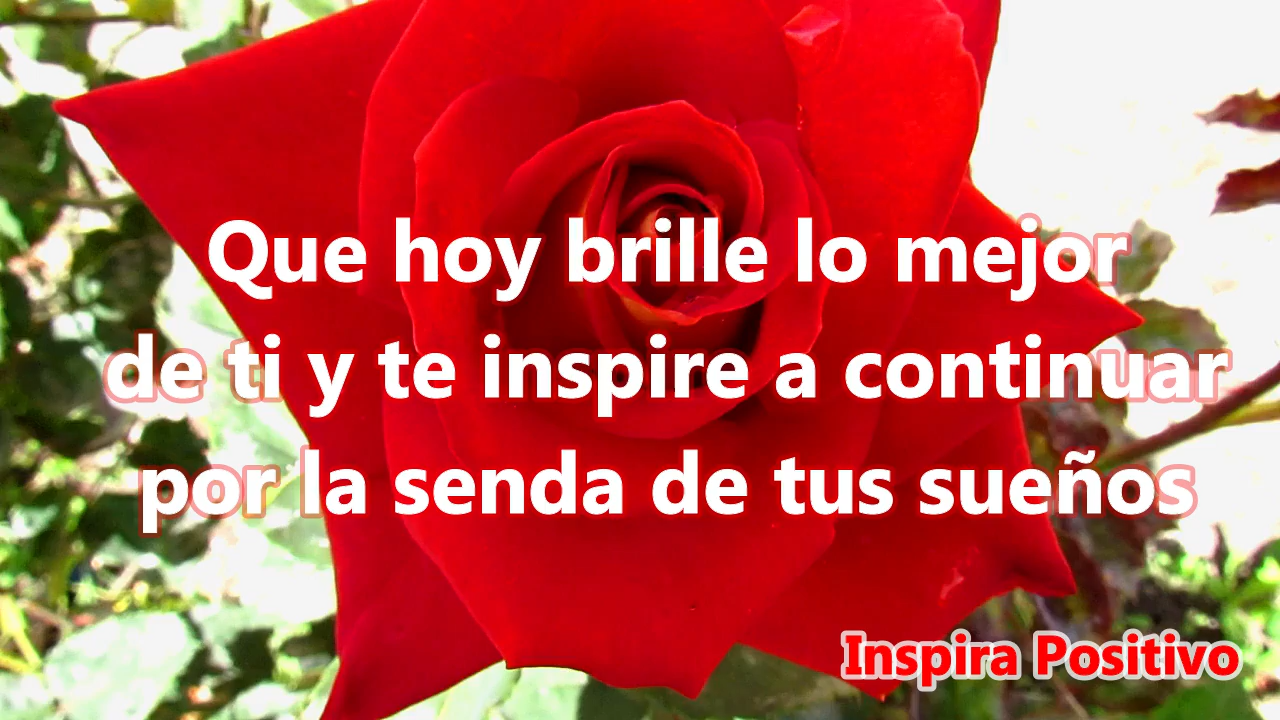 Que hoy brille lo mejor
de ti y te inspire a continuar
por la senda de tus sueños
Inspira Positivo